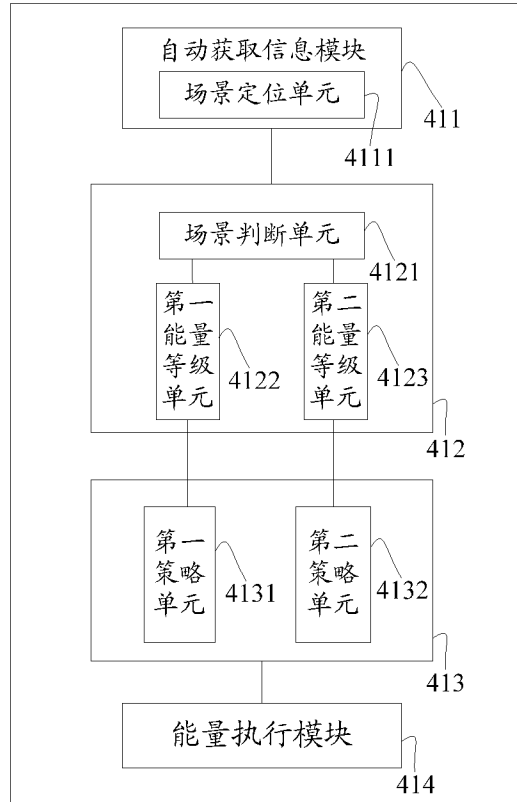 自动获取信息模块
场景定位单元
411
4111
场景判断单元
4121
第一
能量
等级
单元
4122
第二
能量
等级
单元
4123
412
第一
策略
单元
4131
第二
策略
单元
4132
413
能量执行模块
414